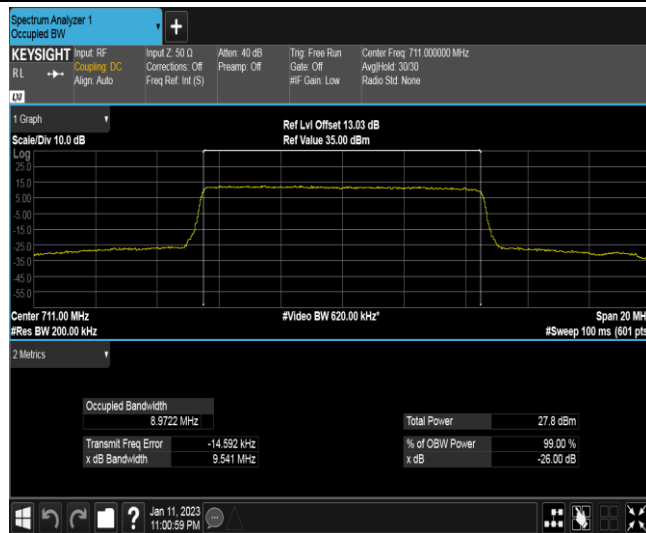 Spectrum Analyzer 1
Occupied BW
+
KEYSIGHT
RL
Input: RF
Coupling: DC
Align: Auto
Input Z: 50 Ω
Corrections: Off
Freq Ref: Int (S)
Atten: 40 dB
Preamp: Off
Trig: Free Run
Gate: Off
#IF Gain: Low
Center Freq: 711.000000 MHz
Avg|Hold: 30/30
Radio Std: None
LXI
1 Graph
Scale/Div 10.0 dB
Ref Lvl Offset 13.03 dB
Ref Value 35.00 dBm
Log
25.0
15.0
5.00
-5.00
-15.0
-25.0
-35.0
-45.0
-55.0
Center 711.00 MHz
#Video BW 620.00 kHz*
Span 20 MH
#Res BW 200.00 kHz
#Sweep 100 ms (601 pts
2 Metrics
Occupied Bandwidth
8.9722 MHz
Total Power 27.8 dBm
Transmit Freq Error -14.592 kHz
% of OBW Power 99.00 %
x dB Bandwidth 9.541 MHz
x dB -26.00 dB
?
Jan 11, 2023
11:00:59 PM